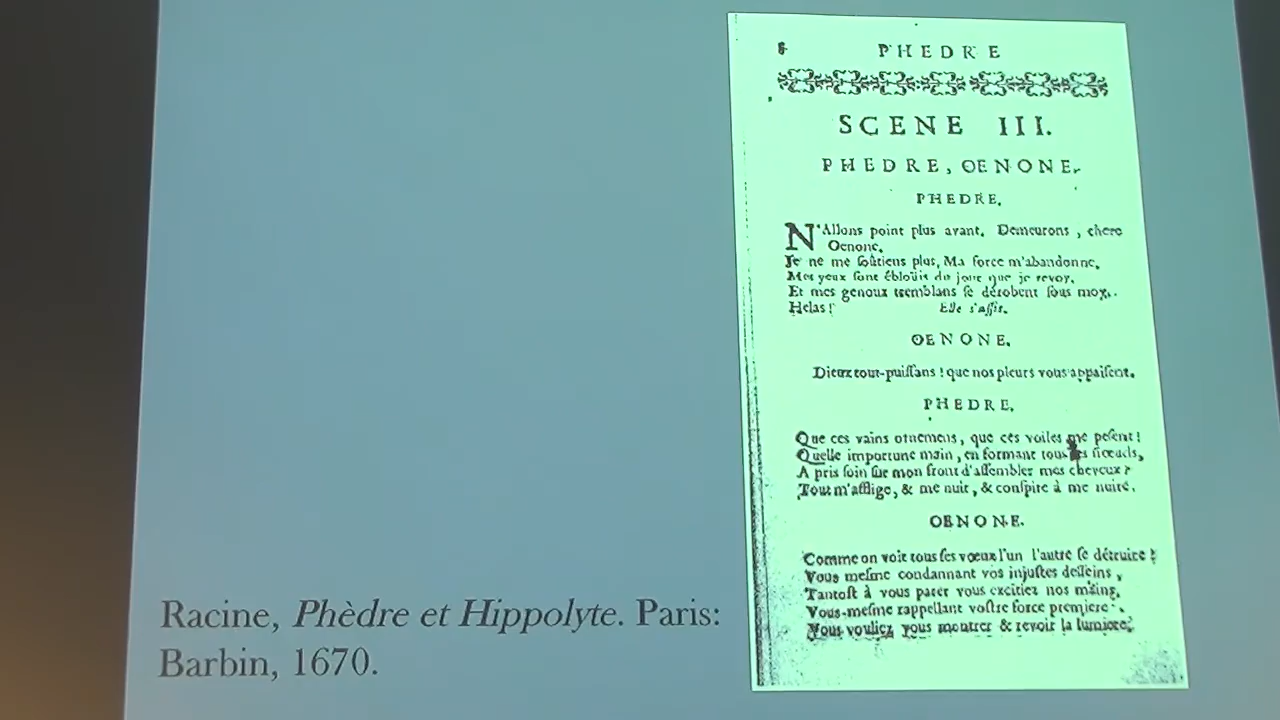 8 PHEDRE
SCENE III.
PHEDRE, OENONE.
PHEDRE.
N'Allons point plus avant. Demeurons, chere
Oenone.
Je ne me soûtiens plus, Ma force m'abandonne,
Mes yeux sont ébloüis du jour que je revoy,
Et mes genoux tremblans se dérobent sous moy.
Helas! Elle s'assit.
OENONE.
Dieux tout-puissans! que nos pleurs vous appaisent.
PHEDRE.
Que ces vains ornemens, que ces voiles me pesent!
Quelle importune main, en formant tous ces nœuds,
A pris soin sur mon front d'assembler mes cheveux?
Tout m'afflige, & me nuit, & conspire à me nuire.
OENONE.
Comme on voit tous ses vœux l'un l'autre se détruire!
Vous mesme condannant vos injustes desseins,
Tantost à vous parer vous excitiez nos mains,
Vous-mesme rappellant vostre force premiere.
Vous vouliez vous montrer & revoir la lumiere;
Racine, Phèdre et Hippolyte. Paris:
Barbin, 1670.